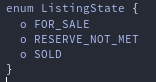 enum ListingState {
o FOR_SALE
o RESERVE_NOT_MET
o SOLD
}